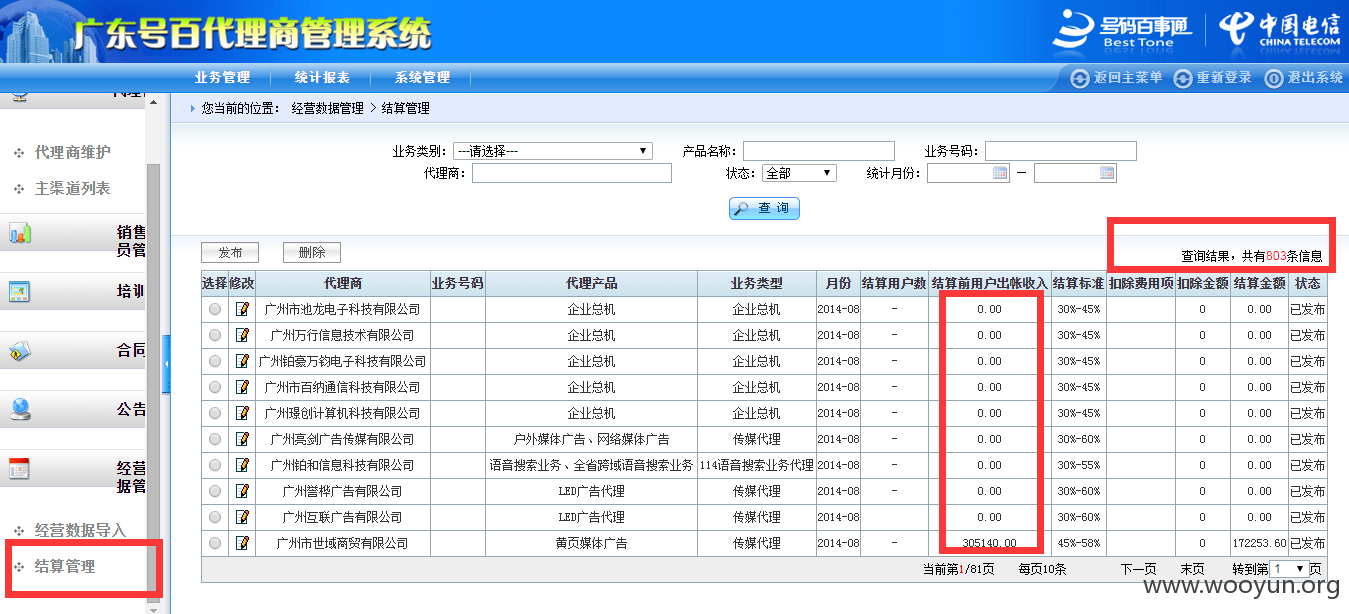 广东号百代理商管理系统
号码百事通 Best Tone 中国电信 CHINA TELECOM
业务管理 统计报表 系统管理 返回主菜单 重新登录 退出系统
您当前的位置： 经营数据管理 > 结算管理
代理商维护
主渠道列表
销售
员管
培训
合同
公告
经营
据管
经营数据导入
结算管理
业务类别： ---请选择--- 产品名称： 业务号码：
代理商： 状态： 全部 统计月份： —
查 询
发布 删除 查询结果，共有803条信息
选择 修改 代理商 业务号码 代理产品 业务类型 月份 结算用户数 结算前用户出帐收入 结算标准 扣除费用项 扣除金额 结算金额 状态
广州市池龙电子科技有限公司 企业总机 企业总机 2014-08 - 0.00 30%-45% 0 0.00 已发布
广州万行信息技术有限公司 企业总机 企业总机 2014-08 - 0.00 30%-45% 0 0.00 已发布
广州铂豪万钧电子科技有限公司 企业总机 企业总机 2014-08 - 0.00 30%-45% 0 0.00 已发布
广州市百纳通信科技有限公司 企业总机 企业总机 2014-08 - 0.00 30%-45% 0 0.00 已发布
广州璟创计算机科技有限公司 企业总机 企业总机 2014-08 - 0.00 30%-45% 0 0.00 已发布
广州亮剑广告传媒有限公司 户外媒体广告、网络媒体广告 传媒代理 2014-08 - 0.00 30%-60% 0 0.00 已发布
广州铂和信息科技有限公司 语音搜索业务、全省跨域语音搜索业务 114语音搜索业务代理 2014-08 - 0.00 30%-55% 0 0.00 已发布
广州誉桦广告有限公司 LED广告代理 传媒代理 2014-08 - 0.00 30%-60% 0 0.00 已发布
广州互联广告有限公司 LED广告代理 传媒代理 2014-08 - 0.00 30%-60% 0 0.00 已发布
广州市世域商贸有限公司 黄页媒体广告 传媒代理 2014-08 - 305140.00 45%-58% 0 172253.60 已发布
当前第1/81页 每页10条 下一页 末页 转到第 1 页
www.wooyun.org